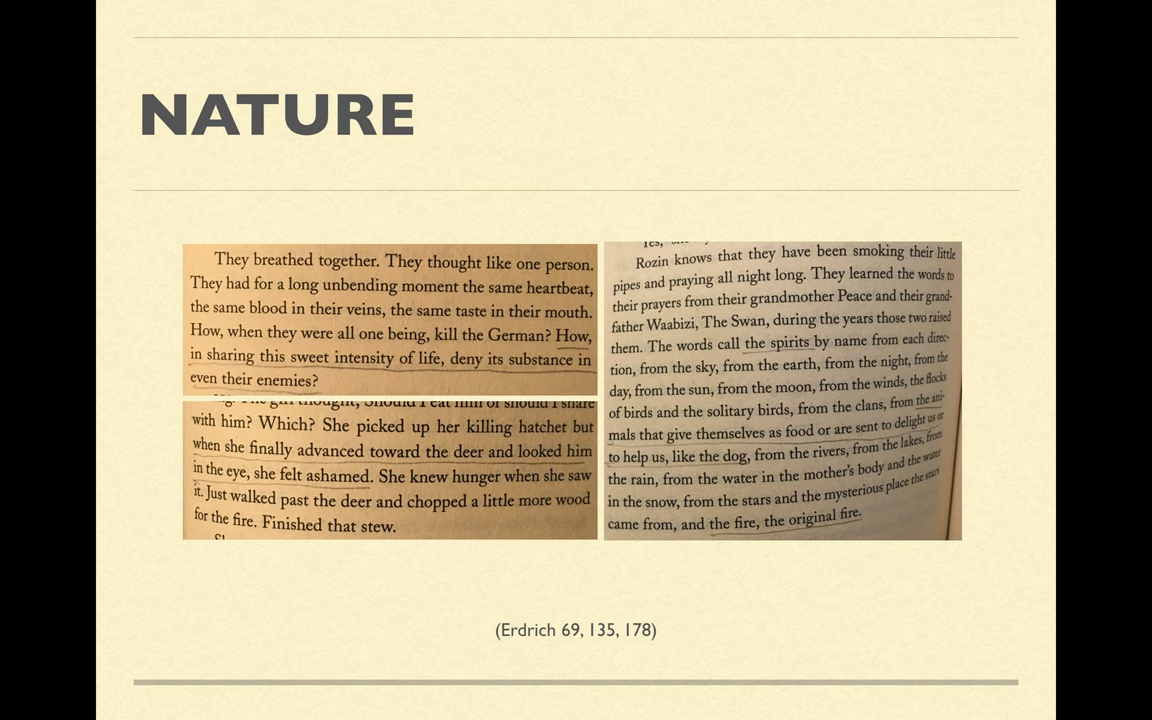 NATURE
They breathed together. They thought like one person.
They had for a long unbending moment the same heartbeat,
the same blood in their veins, the same taste in their mouth.
How, when they were all one being, kill the German? How,
in sharing this sweet intensity of life, deny its substance in
even their enemies?
thought, Should I eat him or should I share
with him? Which? She picked up her killing hatchet but
when she finally advanced toward the deer and looked him
in the eye, she felt ashamed. She knew hunger when she saw
it. Just walked past the deer and chopped a little more wood
for the fire. Finished that stew.
Yes,
Rozin knows that they have been smoking their little
pipes and praying all night long. They learned the words to
their prayers from their grandmother Peace and their grand-
father Waabizi, The Swan, during the years those two raised
them. The words call the spirits by name from each direc-
tion, from the sky, from the earth, from the night, from the
day, from the sun, from the moon, from the winds, the flocks
of birds and the solitary birds, from the clans, from the ani-
mals that give themselves as food or are sent to delight us or
to help us, like the dog, from the rivers, from the lakes, from
the rain, from the water in the mother's body and the water
in the snow, from the stars and the mysterious place the stars
came from, and the fire, the original fire.
(Erdrich 69, 135, 178)